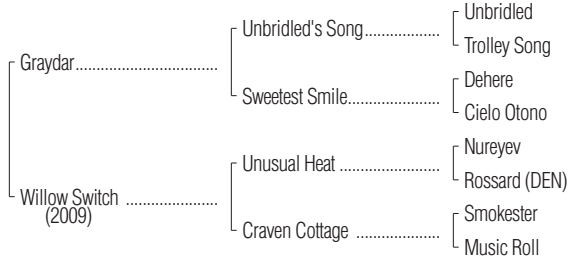 Unbridled
Unbridled's Song....................
Trolley Song
Graydar.................................
Dehere
Sweetest Smile.......................
Cielo Otono
Nureyev
Unusual Heat .........................
Rossard (DEN)
Willow Switch .......................
(2009)
Smokester
Craven Cottage .....................
Music Roll